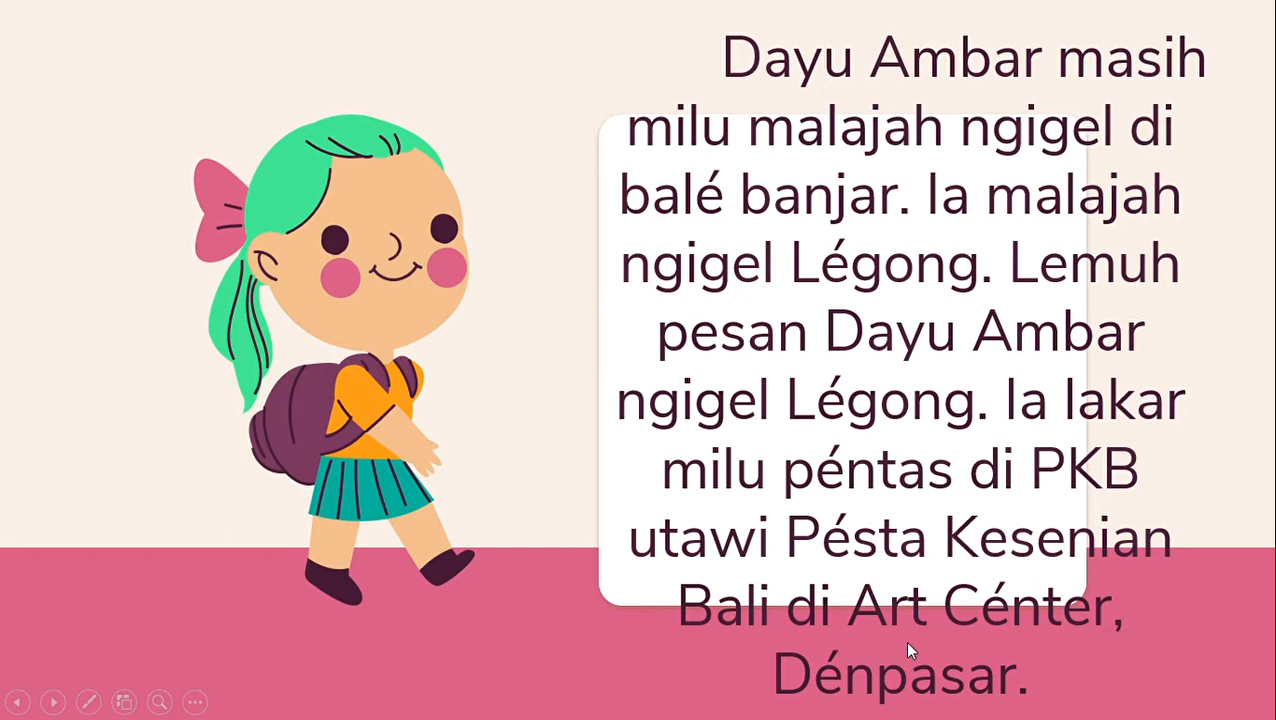 Dayu Ambar masih
milu malajah ngigel di
balé banjar. Ia malajah
ngigel Légong. Lemuh
pesan Dayu Ambar
ngigel Légong. Ia lakar
milu péntas di PKB
utawi Pésta Kesenian
Bali di Art Cénter,
Dénpasar.